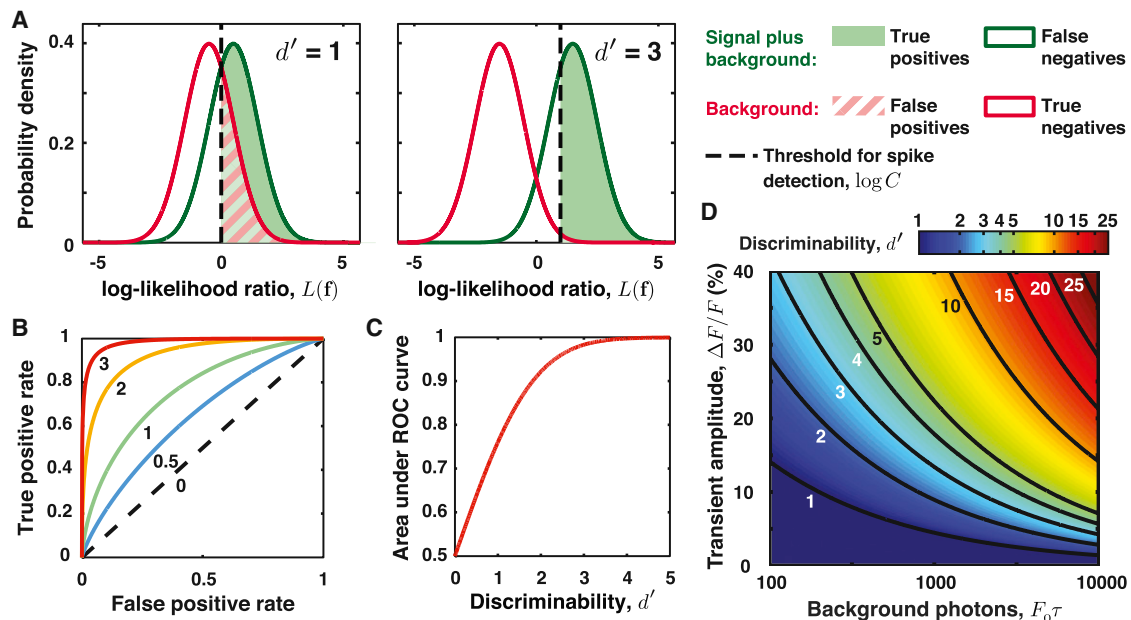 A
Probability density
0.4
0.2
0
d′ = 1
-5
0
5
log-likelihood ratio, L(f)
d′ = 3
-5
0
5
log-likelihood ratio, L(f)
Signal plus
background:
True
positives
False
negatives
Background:
False
positives
True
negatives
Threshold for spike
detection, log C
B
True positive rate
1
0.8
0.6
0.4
0.2
0
3
2
1
0.5
0
0
0.5
1
False positive rate
C
Area under ROC curve
1
0.9
0.8
0.7
0.6
0.5
0
1
2
3
4
5
Discriminability, d′
D
Discriminability, d′
1
2
3
4
5
10
15
25
Transient amplitude, ΔF/F (%)
40
30
20
10
0
1
2
3
4
5
10
15
20
25
100
1000
10000
Background photons, F₀τ